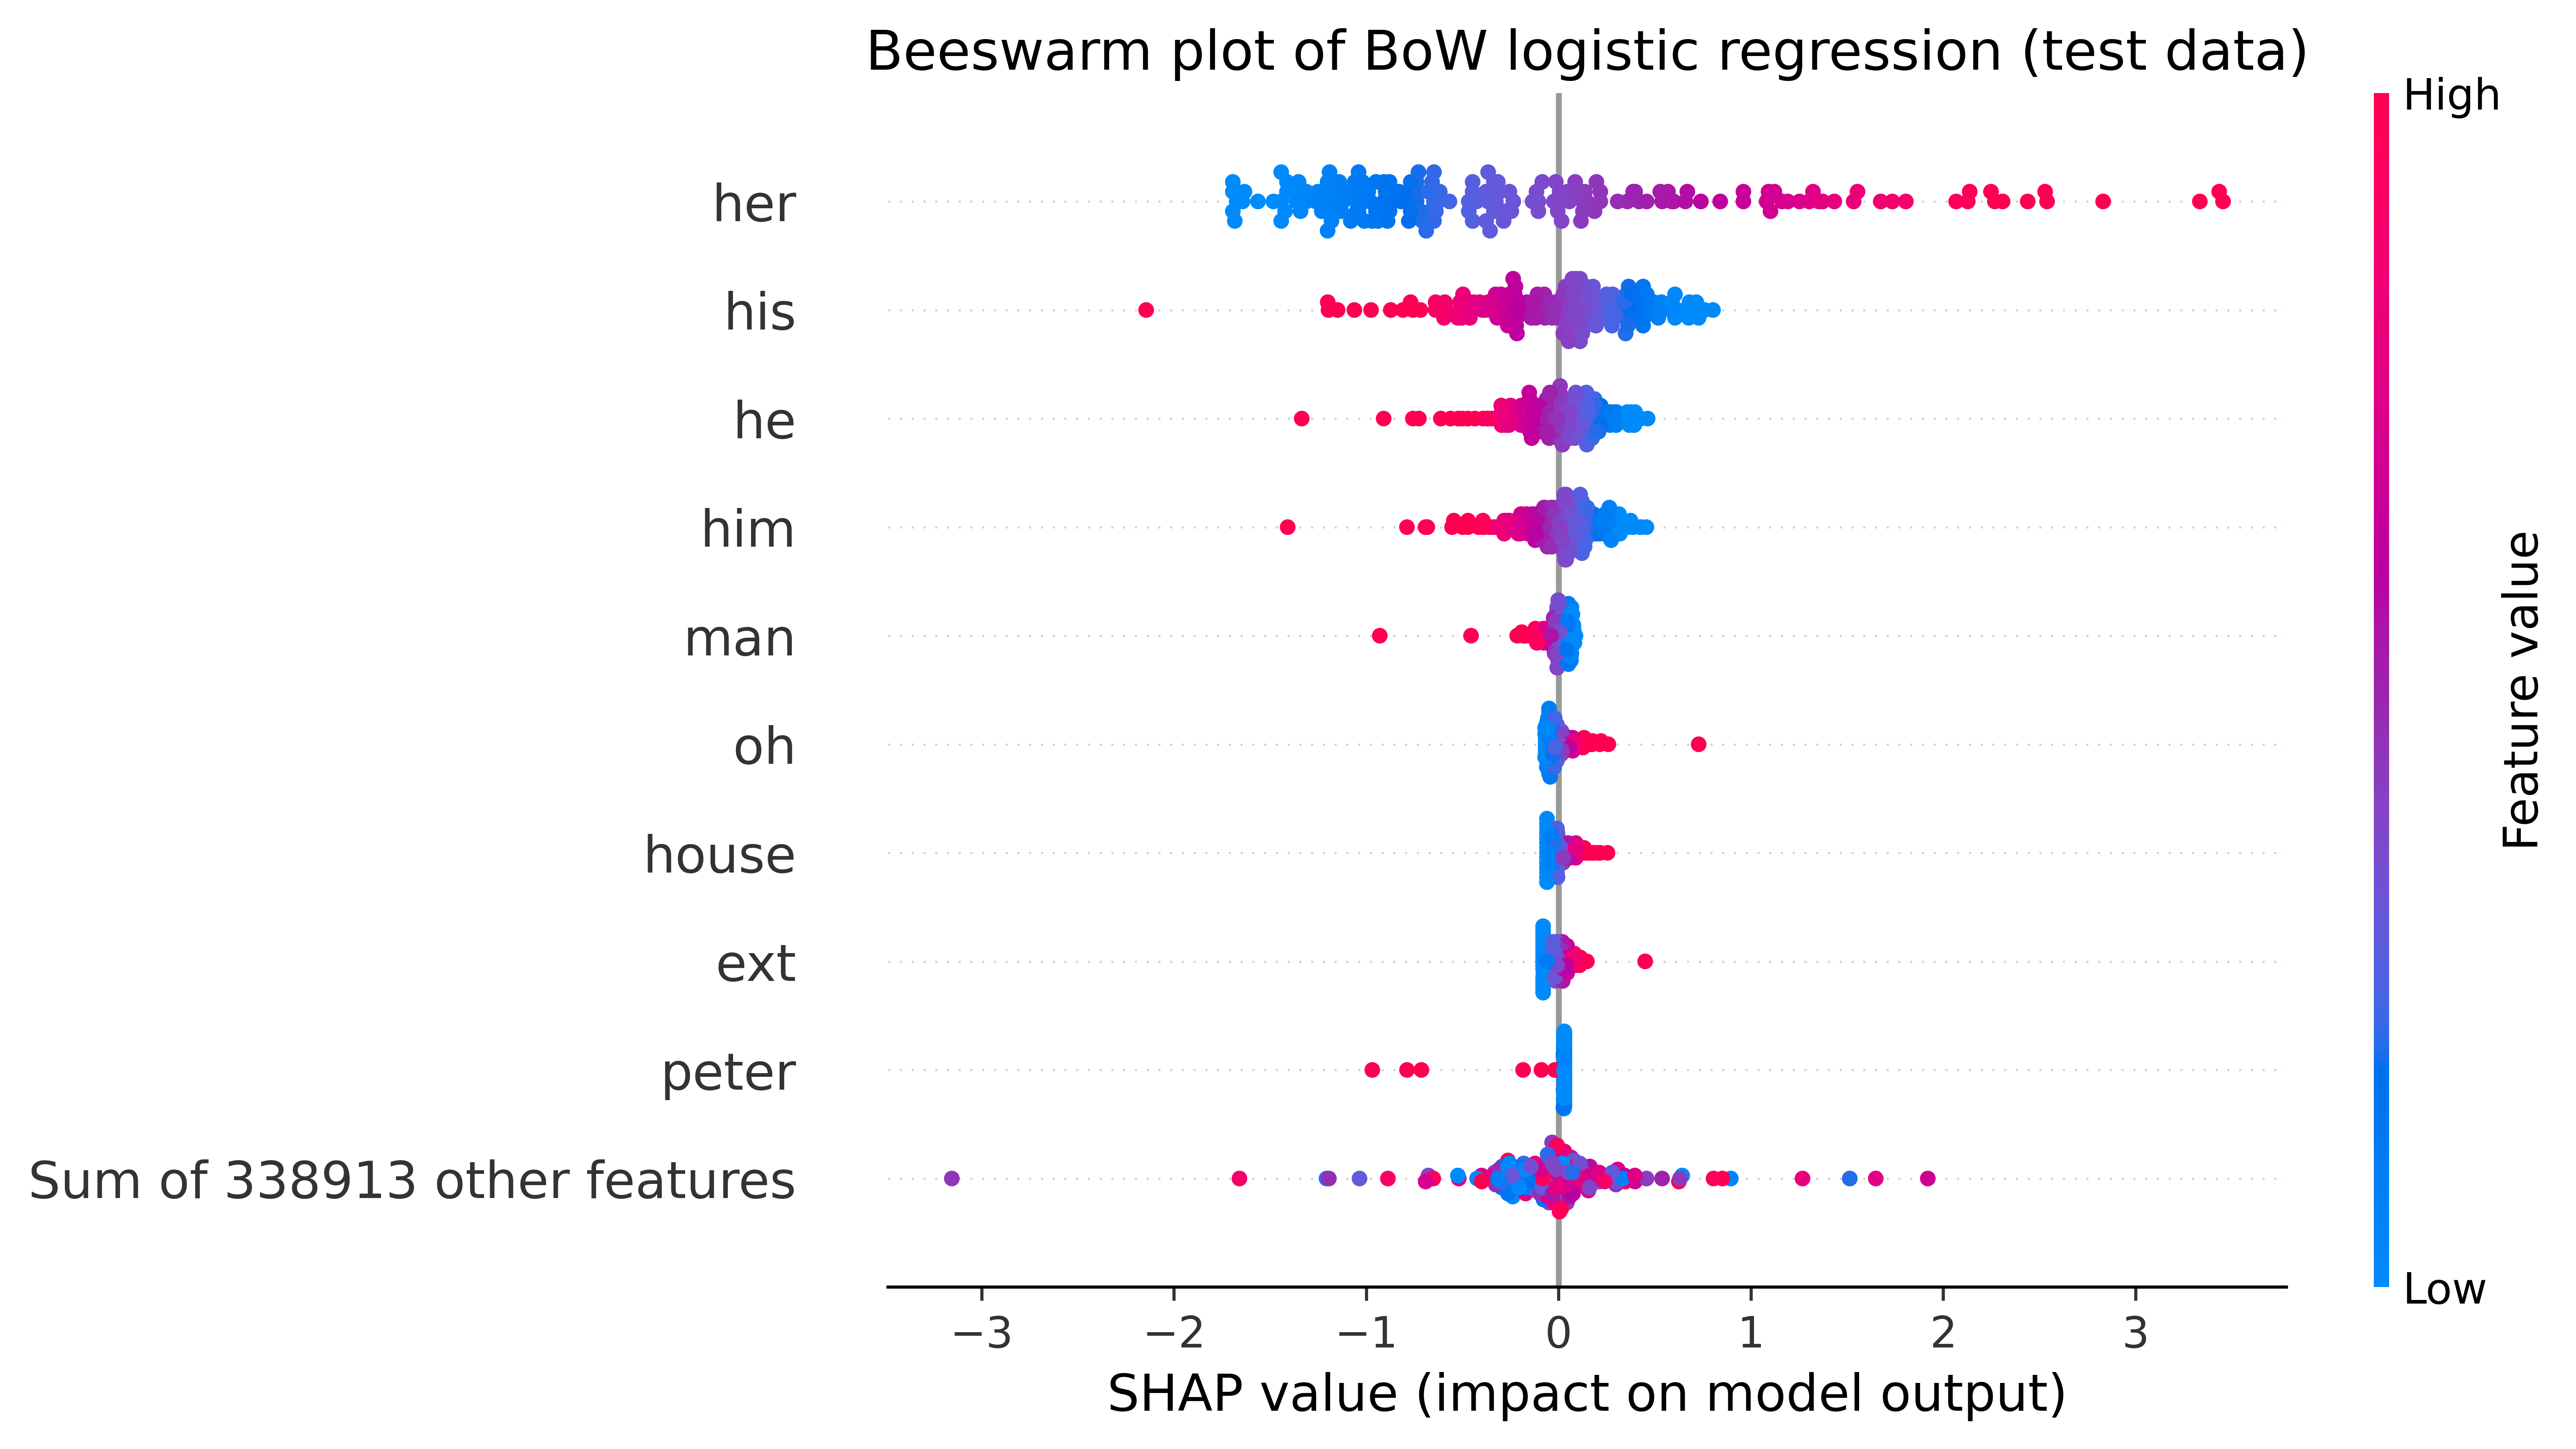 Beeswarm plot of BoW logistic regression (test data)
High
her
his
he
him
man
oh
house
ext
peter
Sum of 338913 other features
Feature value
Low
−3 −2 −1 0 1 2 3
SHAP value (impact on model output)